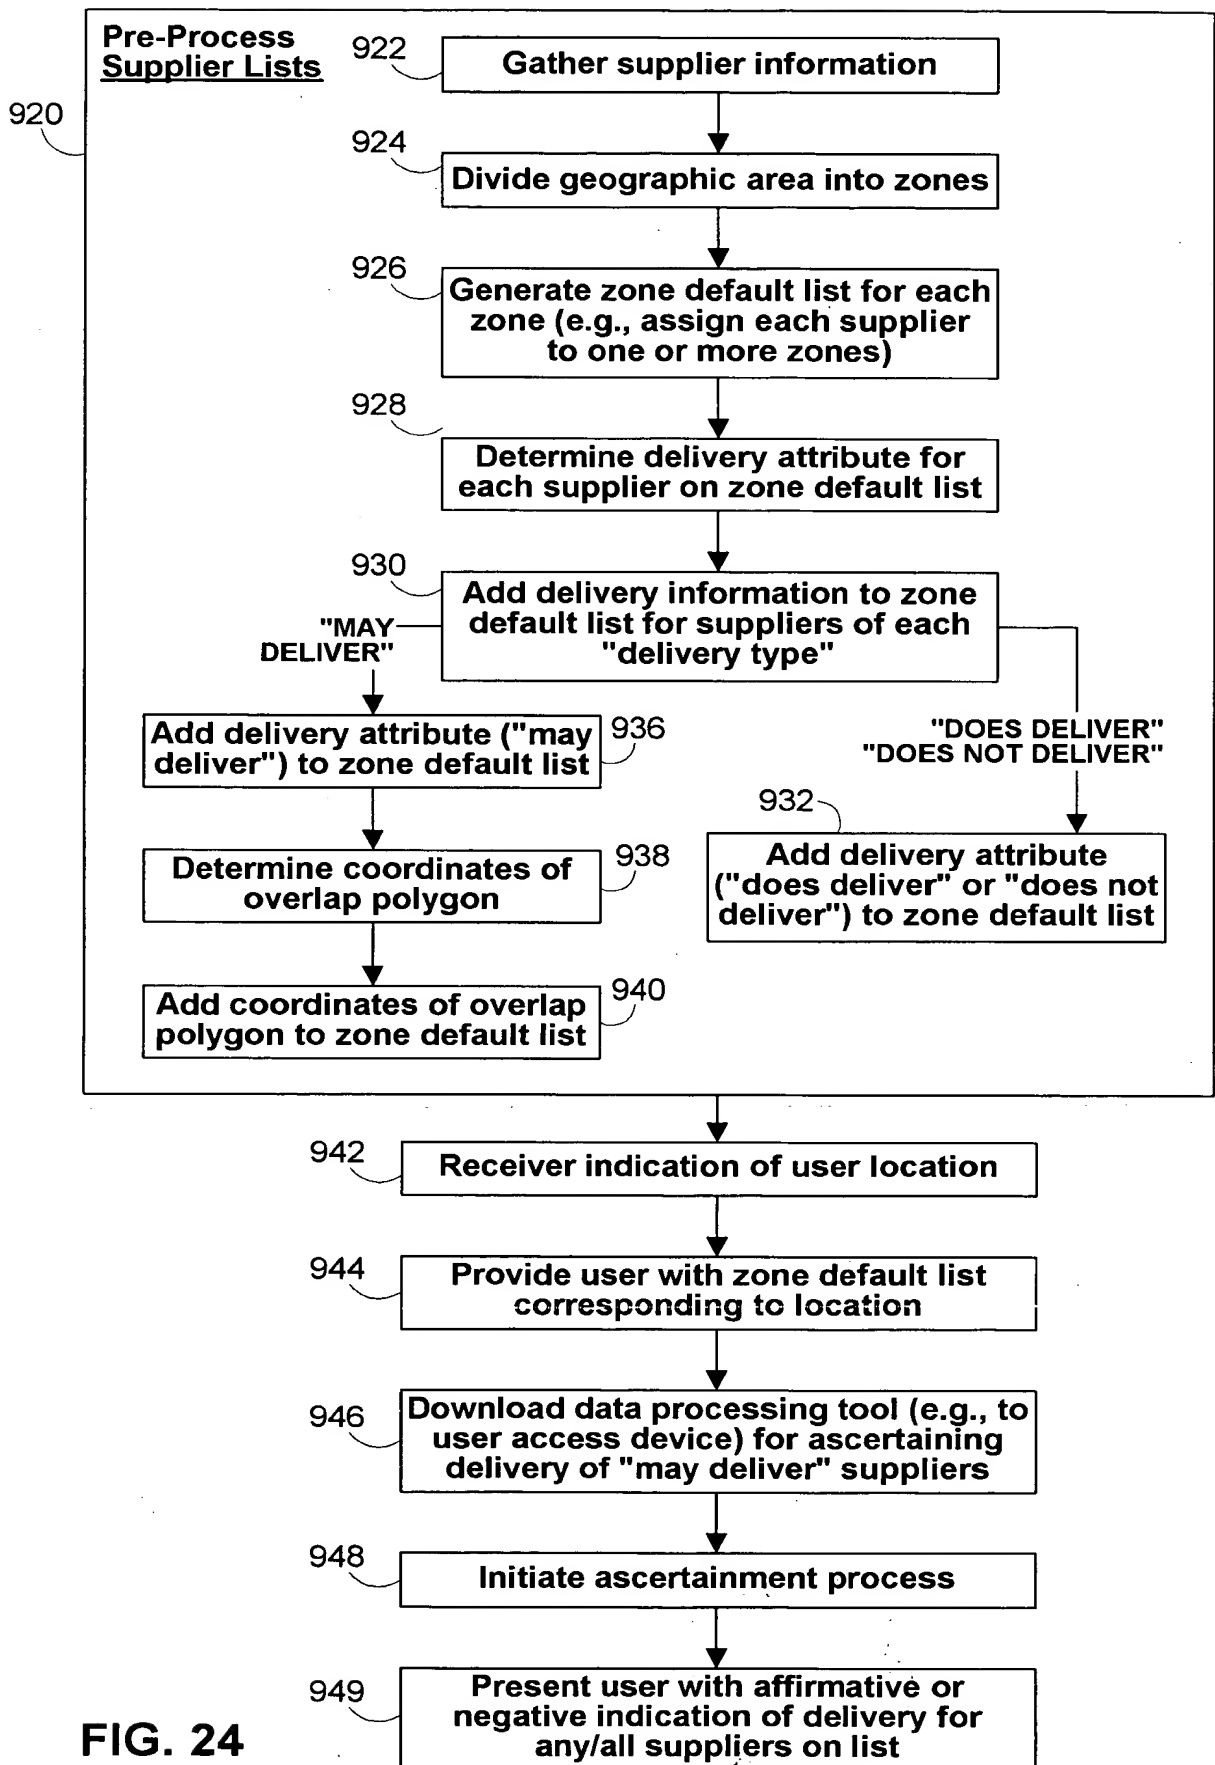 Pre-Process
Supplier Lists
920
922
Gather supplier information
924
Divide geographic area into zones
926
Generate zone default list for each
zone (e.g., assign each supplier
to one or more zones)
928
Determine delivery attribute for
each supplier on zone default list
930
Add delivery information to zone
default list for suppliers of each
"delivery type"
"MAY
DELIVER"
"DOES DELIVER"
"DOES NOT DELIVER"
Add delivery attribute ("may
deliver") to zone default list
936
932
Add delivery attribute
("does deliver" or "does not
deliver") to zone default list
Determine coordinates of
overlap polygon
938
Add coordinates of overlap
polygon to zone default list
940
942
Receiver indication of user location
944
Provide user with zone default list
corresponding to location
946
Download data processing tool (e.g., to
user access device) for ascertaining
delivery of "may deliver" suppliers
948
Initiate ascertainment process
949
Present user with affirmative or
negative indication of delivery for
any/all suppliers on list
FIG. 24